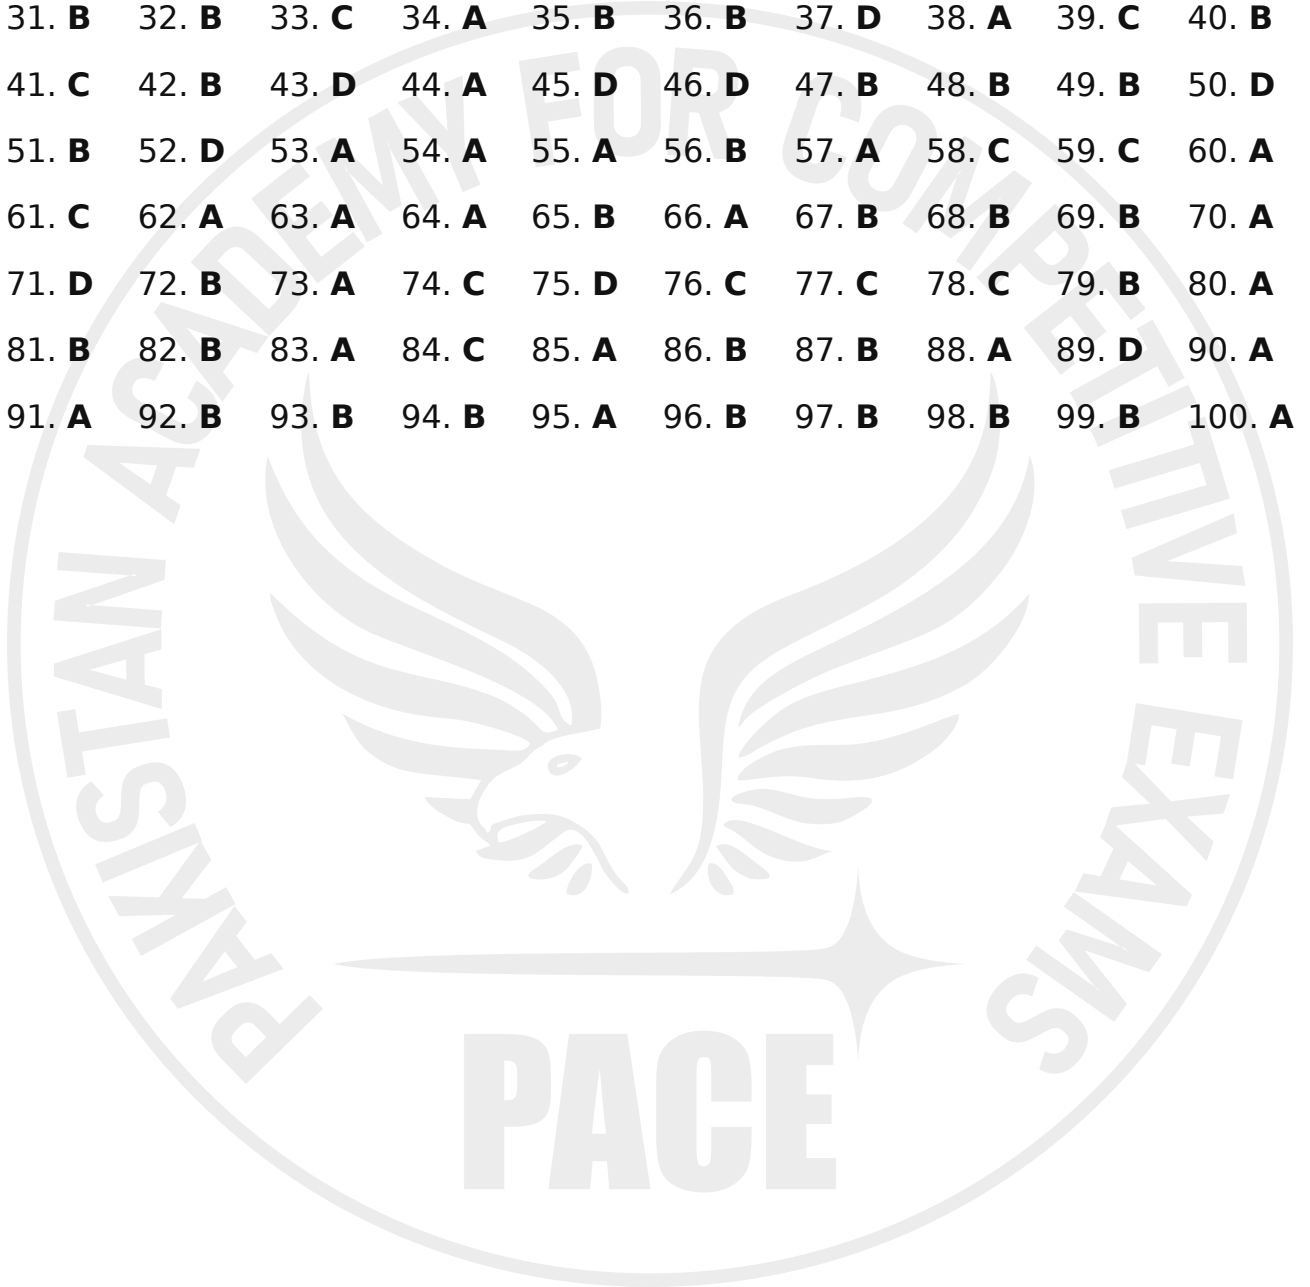 31. B 32. B 33. C 34. A 35. B 36. B 37. D 38. A 39. C 40. B
41. C 42. B 43. D 44. A 45. D 46. D 47. B 48. B 49. B 50. D
51. B 52. D 53. A 54. A 55. A 56. B 57. A 58. C 59. C 60. A
61. C 62. A 63. A 64. A 65. B 66. A 67. B 68. B 69. B 70. A
71. D 72. B 73. A 74. C 75. D 76. C 77. C 78. C 79. B 80. A
81. B 82. B 83. A 84. C 85. A 86. B 87. B 88. A 89. D 90. A
91. A 92. B 93. B 94. B 95. A 96. B 97. B 98. B 99. B 100. A
PAKISTAN ACADEMY FOR COMPETITIVE EXAMS
PACE